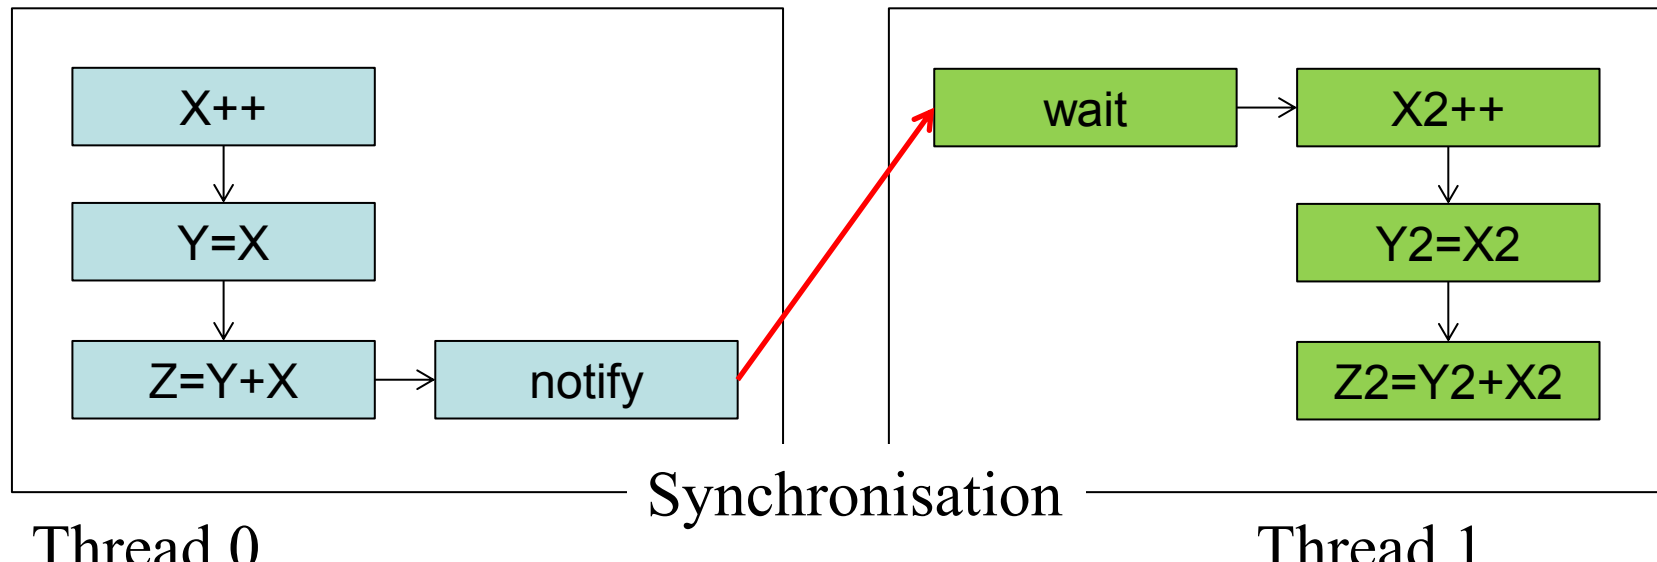 X++
Y=X
Z=Y+X
notify
wait
X2++
Y2=X2
Z2=Y2+X2
Synchronisation
Thread 0
Thread 1